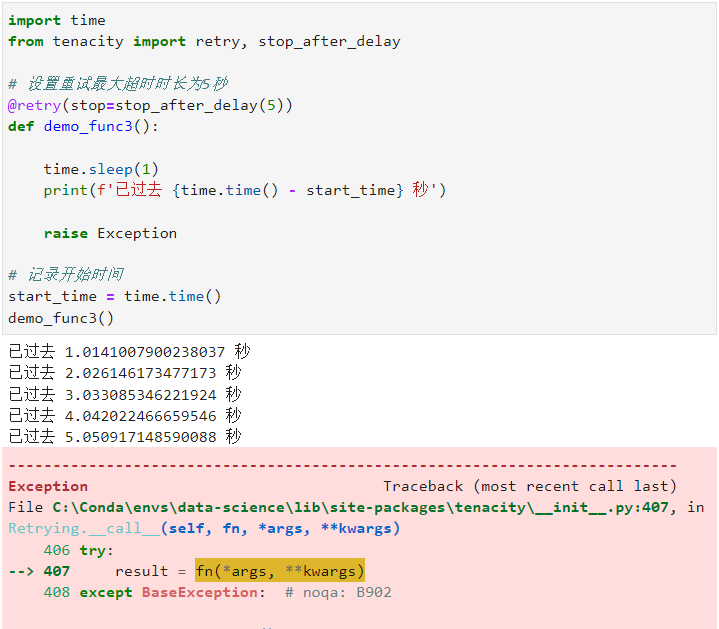 import time
from tenacity import retry, stop_after_delay
# 设置重试最大超时时长为5秒
@retry(stop=stop_after_delay(5))
def demo_func3():
time.sleep(1)
print(f'已过去 {time.time() - start_time} 秒')
raise Exception
# 记录开始时间
start_time = time.time()
demo_func3()
已过去 1.0141007900238037 秒
已过去 2.026146173477173 秒
已过去 3.033085346221924 秒
已过去 4.042022466659546 秒
已过去 5.050917148590088 秒
---------------------------------------------------------------------------
Exception                                 Traceback (most recent call last)
File C:\Conda\envs\data-science\lib\site-packages\tenacity\__init__.py:407, in
Retrying.__call__(self, fn, *args, **kwargs)
406 try:
--> 407     result = fn(*args, **kwargs)
408 except BaseException:  # noqa: B902